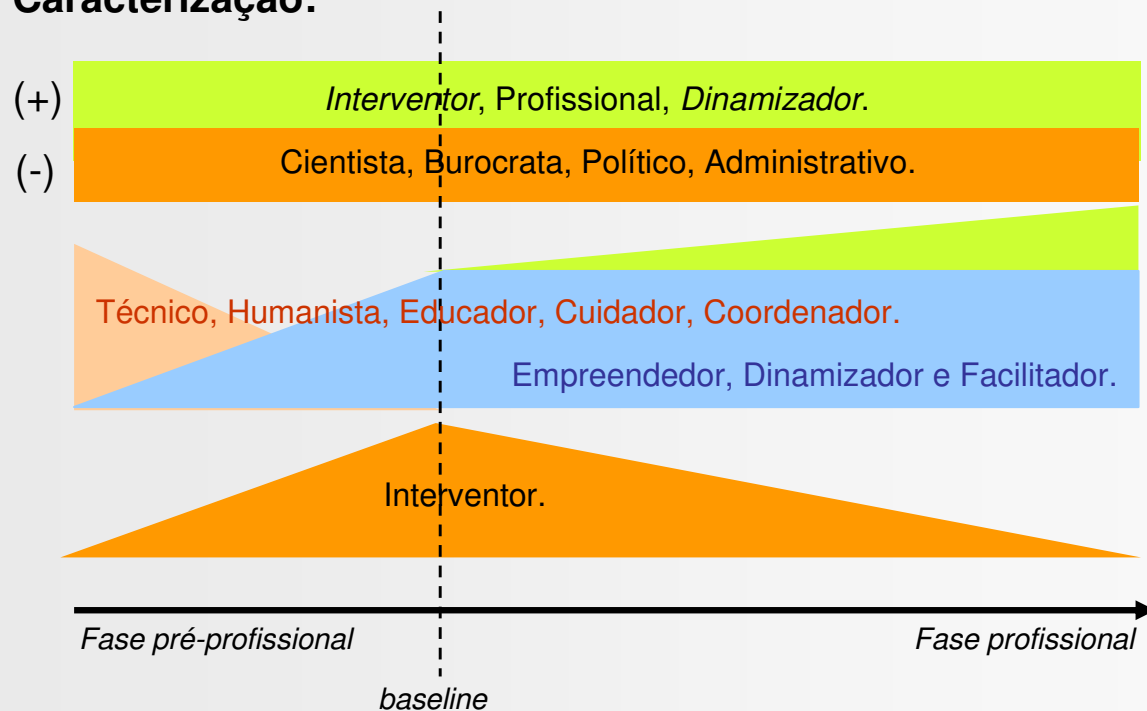 Caracterização:
(+)
Interventor, Profissional, Dinamizador.
(-)
Cientista, Burocrata, Político, Administrativo.
Técnico, Humanista, Educador, Cuidador, Coordenador.
Empreendedor, Dinamizador e Facilitador.
Interventor.
Fase pré-profissional
Fase profissional
baseline